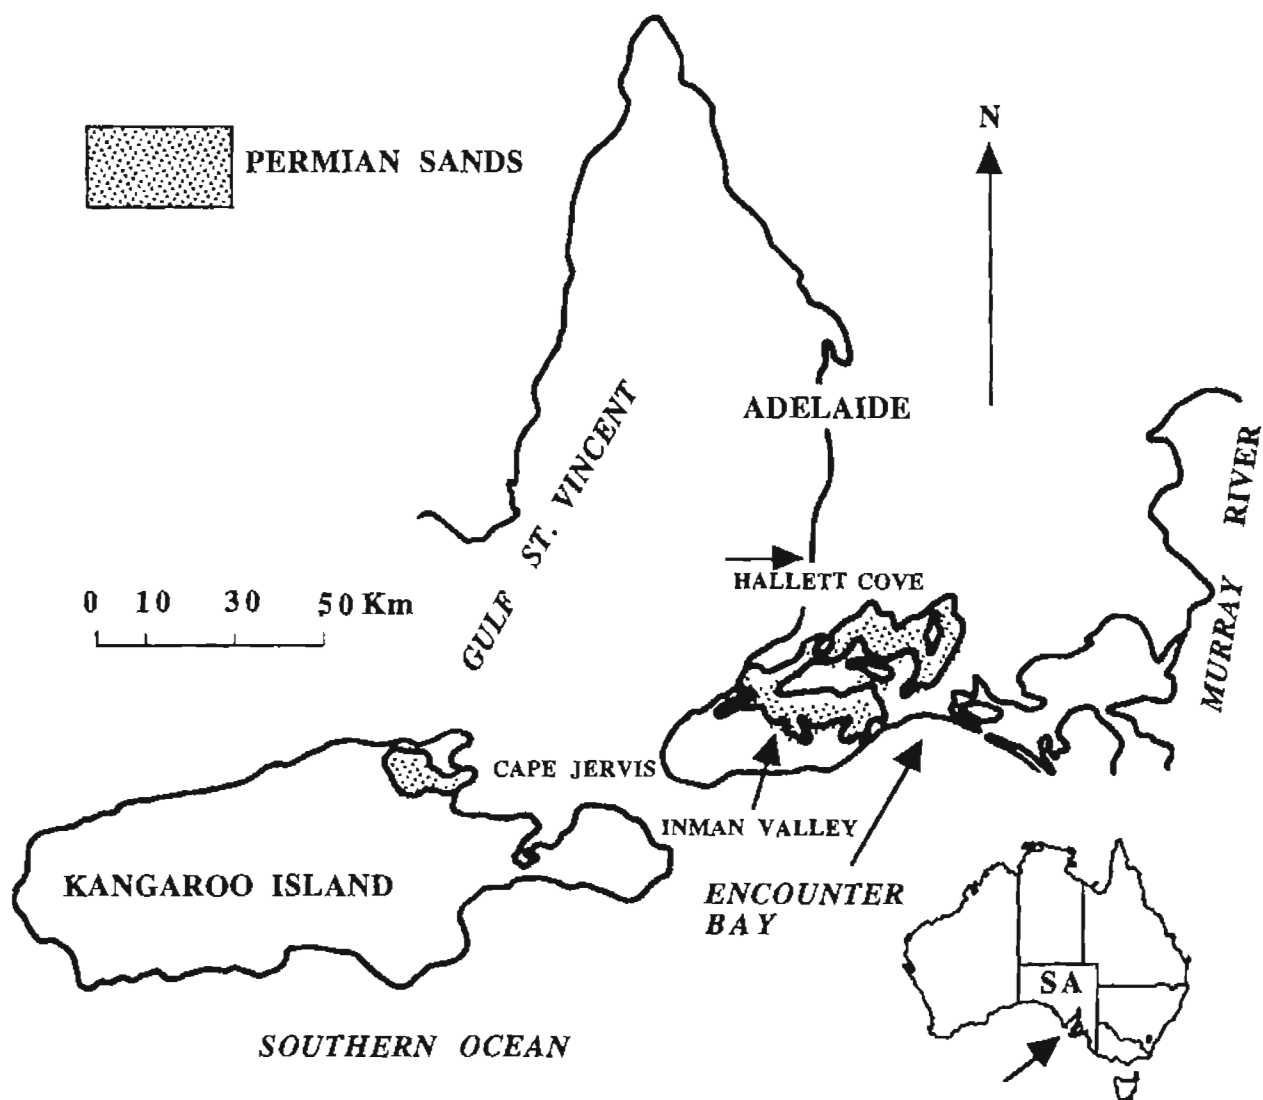 N
PERMIAN SANDS
ADELAIDE
GULF ST. VINCENT
MURRAY RIVER
HALLETT COVE
0 10 30 50 Km
CAPE JERVIS
INMAN VALLEY
KANGAROO ISLAND
ENCOUNTER
BAY
SA
SOUTHERN OCEAN